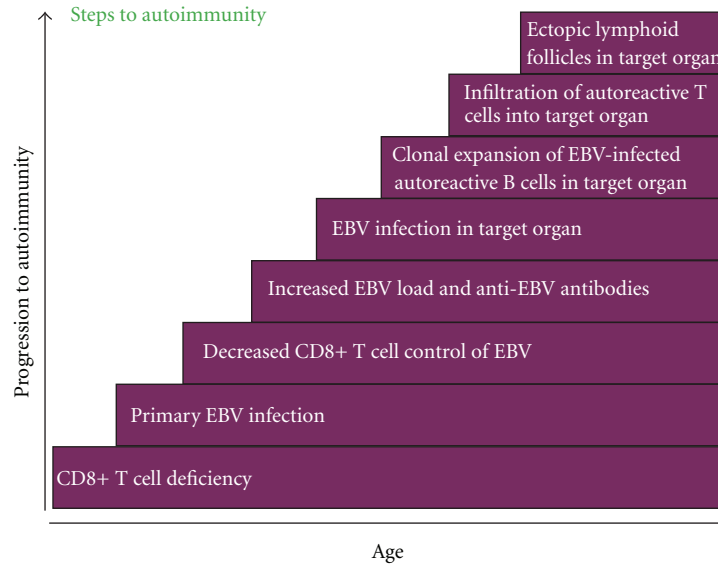 Steps to autoimmunity
Ectopic lymphoid
follicles in target organ
Infiltration of autoreactive T
cells into target organ
Clonal expansion of EBV-infected
autoreactive B cells in target organ
EBV infection in target organ
Increased EBV load and anti-EBV antibodies
Decreased CD8+ T cell control of EBV
Primary EBV infection
CD8+ T cell deficiency
Progression to autoimmunity
Age